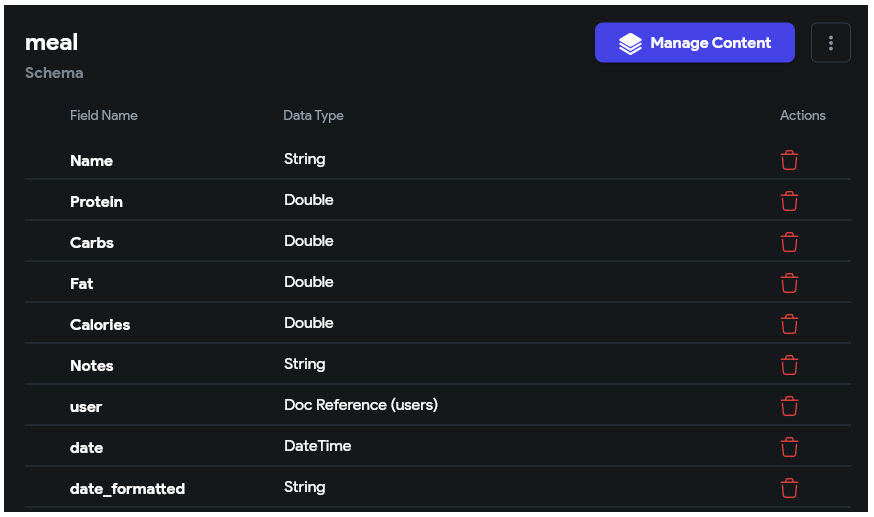 meal
Manage Content
Schema
Field Name Data Type Actions
Name String
Protein Double
Carbs Double
Fat Double
Calories Double
Notes String
user Doc Reference (users)
date DateTime
date_formatted String